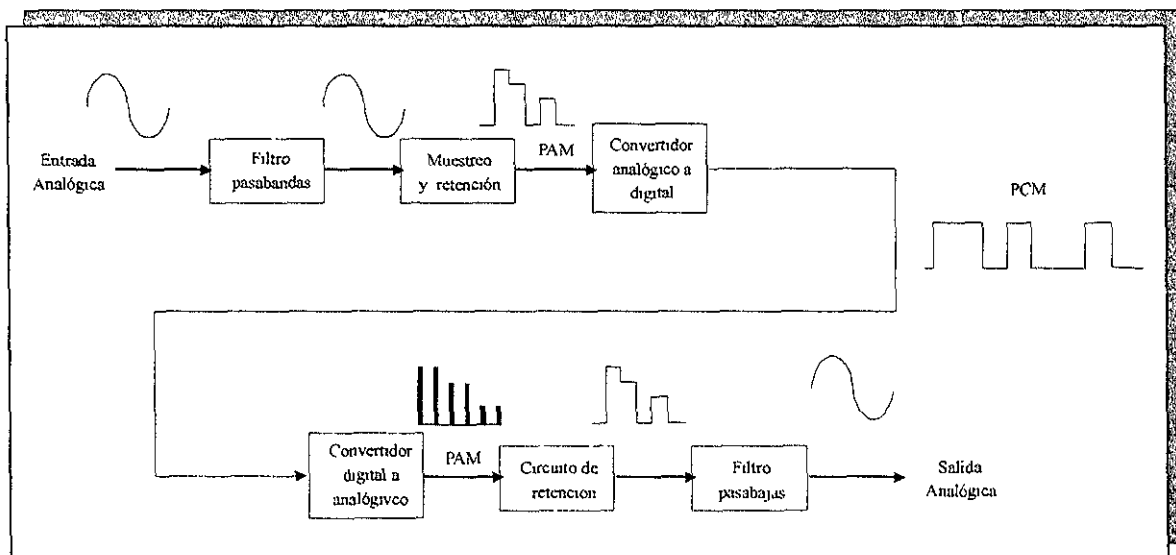 Entrada
Analógica
Filtro
pasabandas
Muestreo
y retención
PAM
Convertidor
analógico a
digital
PCM
Convertidor
digital a
analógivco
PAM
Circuito de
retencion
Filtro
pasabajas
Salida
Analógica